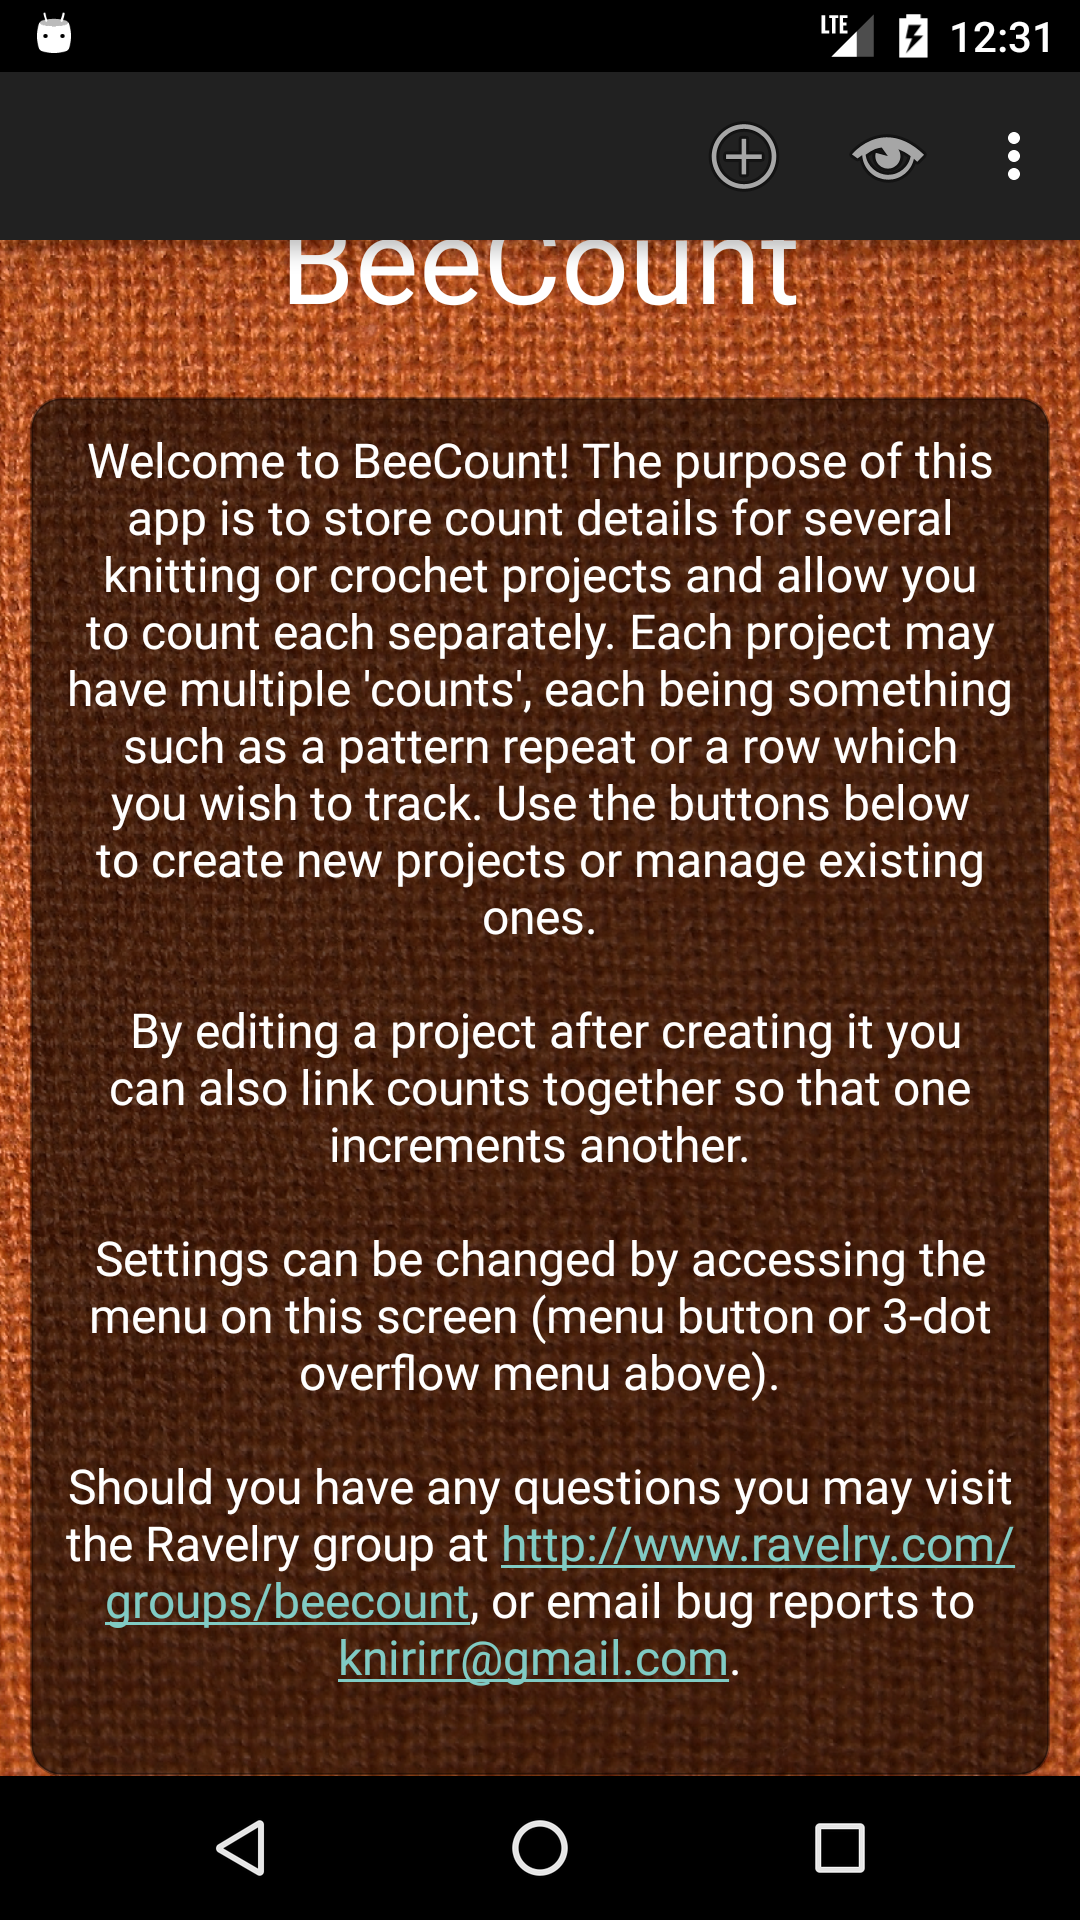 LTE 12:31
BeeCount
Welcome to BeeCount! The purpose of this
app is to store count details for several
knitting or crochet projects and allow you
to count each separately. Each project may
have multiple 'counts', each being something
such as a pattern repeat or a row which
you wish to track. Use the buttons below
to create new projects or manage existing
ones.
By editing a project after creating it you
can also link counts together so that one
increments another.
Settings can be changed by accessing the
menu on this screen (menu button or 3-dot
overflow menu above).
Should you have any questions you may visit
the Ravelry group at http://www.ravelry.com/
groups/beecount, or email bug reports to
knirirr@gmail.com.